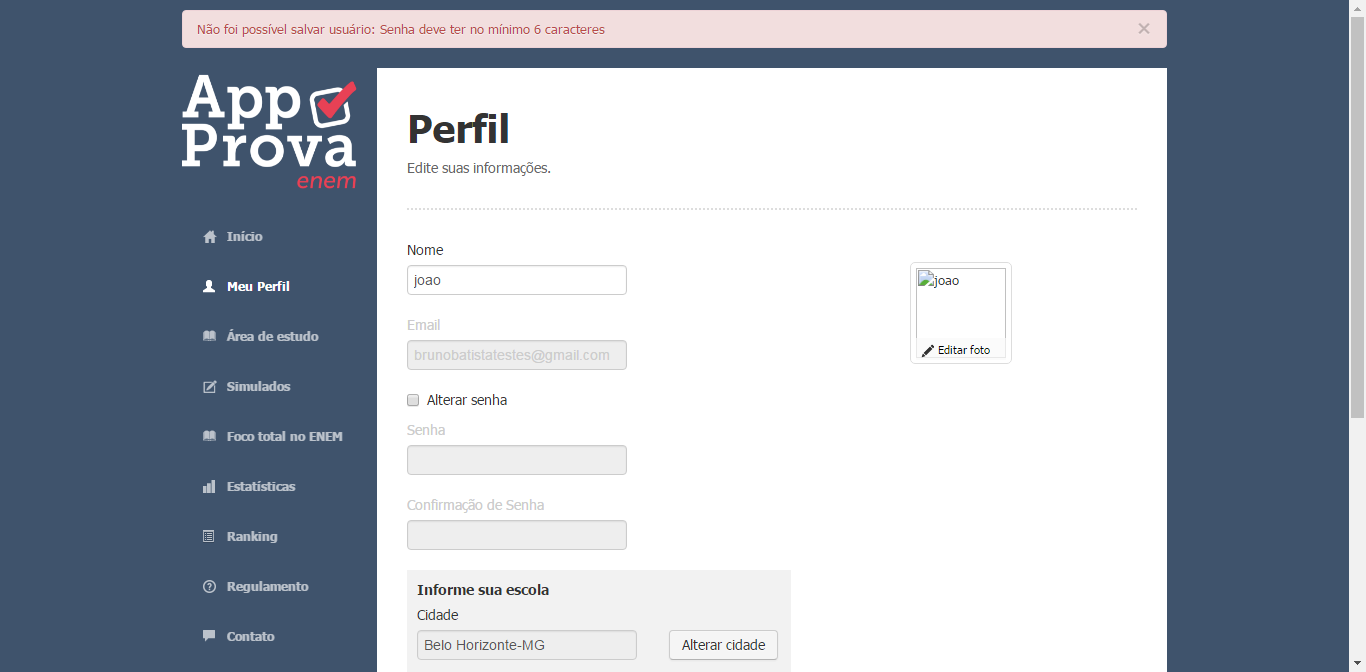 Não foi possível salvar usuário: Senha deve ter no mínimo 6 caracteres
App
Prova
enem
Início
Meu Perfil
Área de estudo
Simulados
Foco total no ENEM
Estatísticas
Ranking
Regulamento
Contato
Perfil
Edite suas informações.
Nome
joao
Email
brunobatistatestes@gmail.com
Alterar senha
Senha
Confirmação de Senha
joao
Editar foto
Informe sua escola
Cidade
Belo Horizonte-MG
Alterar cidade